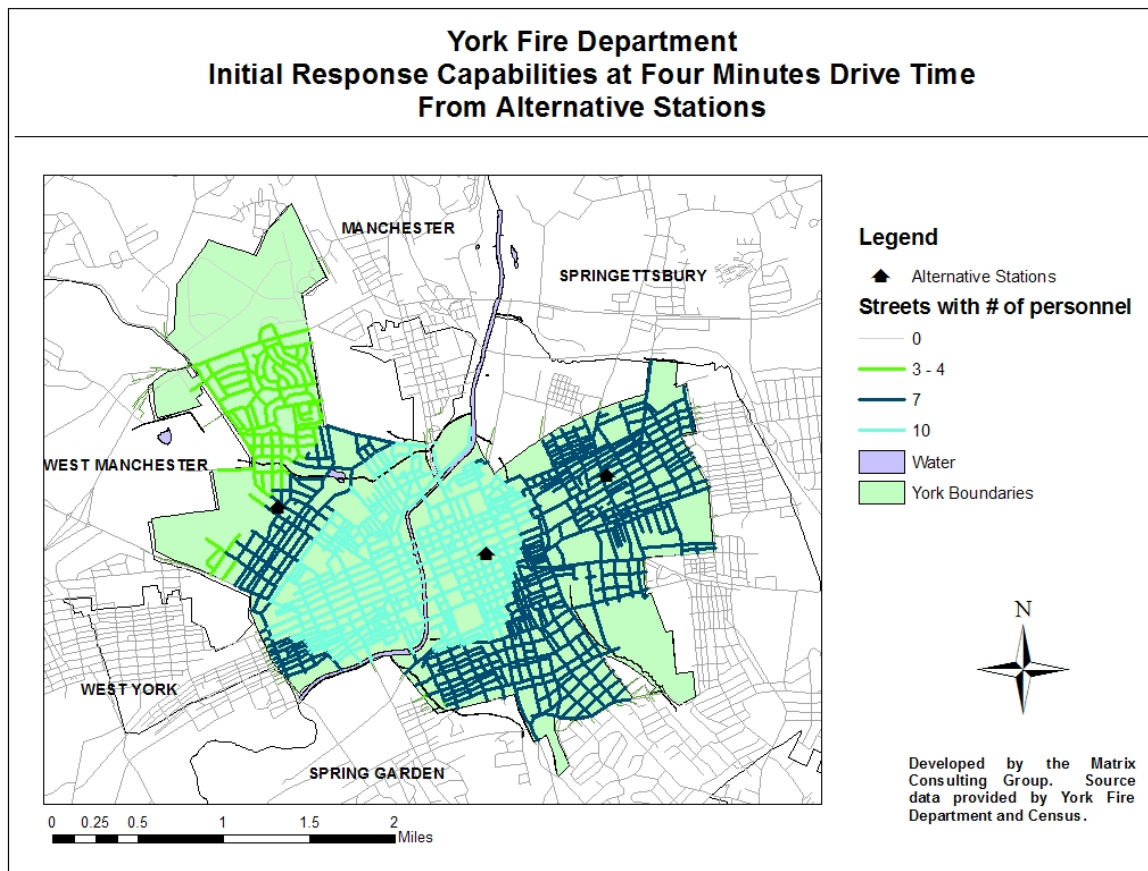 York Fire Department
Initial Response Capabilities at Four Minutes Drive Time
From Alternative Stations
MANCHESTER
SPRINGETTSBURY
WEST MANCHESTER
WEST YORK
SPRING GARDEN
Legend
Alternative Stations
Streets with # of personnel
0
3 - 4
7
10
Water
York Boundaries
N
Developed by the Matrix
Consulting Group. Source
data provided by York Fire
Department and Census.
0 0.25 0.5 1 1.5 2
Miles